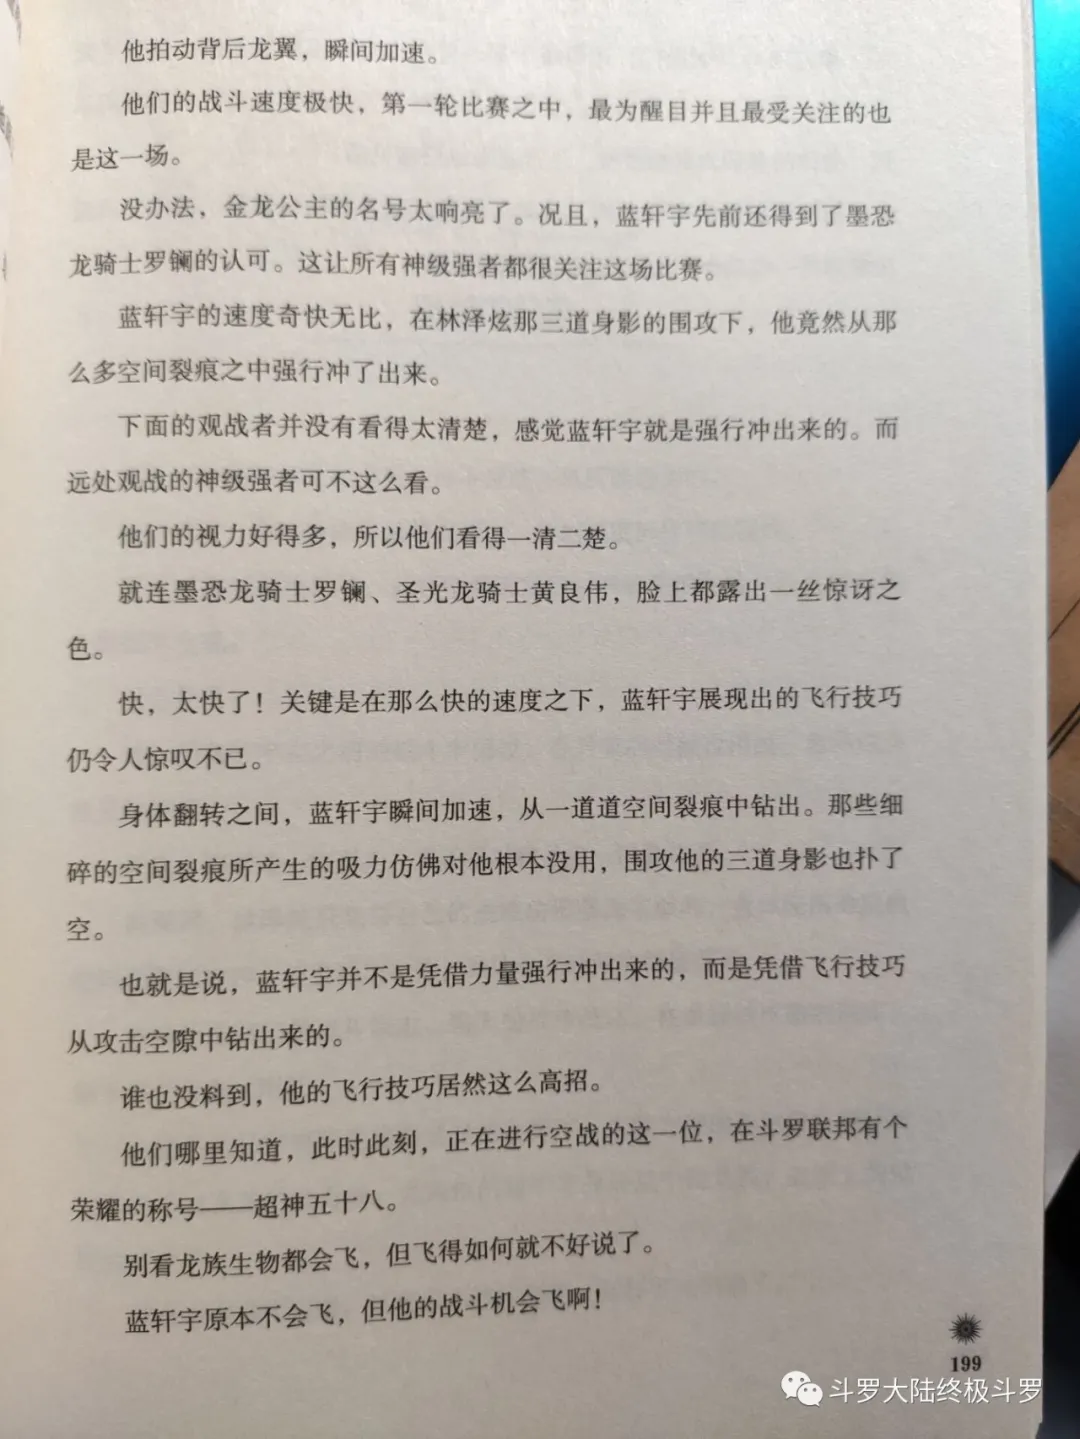 他拍动背后龙翼，瞬间加速。
他们的战斗速度极快，第一轮比赛之中，最为醒目并且最受关注的也
是这一场。
没办法，金龙公主的名号太响亮了。况且，蓝轩宇先前还得到了墨恐
龙骑士罗镧的认可。这让所有神级强者都很关注这场比赛。
蓝轩宇的速度奇快无比，在林泽炫那三道身影的围攻下，他竟然从那
么多空间裂痕之中强行冲了出来。
下面的观战者并没有看得太清楚，感觉蓝轩宇就是强行冲出来的。而
远处观战的神级强者可不这么看。
他们的视力好得多，所以他们看得一清二楚。
就连墨恐龙骑士罗镧、圣光龙骑士黄良伟，脸上都露出一丝惊讶之
色。
快，太快了！关键是在那么快的速度之下，蓝轩宇展现出的飞行技巧
仍令人惊叹不已。
身体翻转之间，蓝轩宇瞬间加速，从一道道空间裂痕中钻出。那些细
碎的空间裂痕所产生的吸力仿佛对他根本没用，围攻他的三道身影也扑了
空。
也就是说，蓝轩宇并不是凭借力量强行冲出来的，而是凭借飞行技巧
从攻击空隙中钻出来的。
谁也没料到，他的飞行技巧居然这么高招。
他们哪里知道，此时此刻，正在进行空战的这一位，在斗罗联邦有个
荣耀的称号——超神五十八。
别看龙族生物都会飞，但飞得如何就不好说了。
蓝轩宇原本不会飞，但他的战斗机会飞啊！
199
斗罗大陆终极斗罗